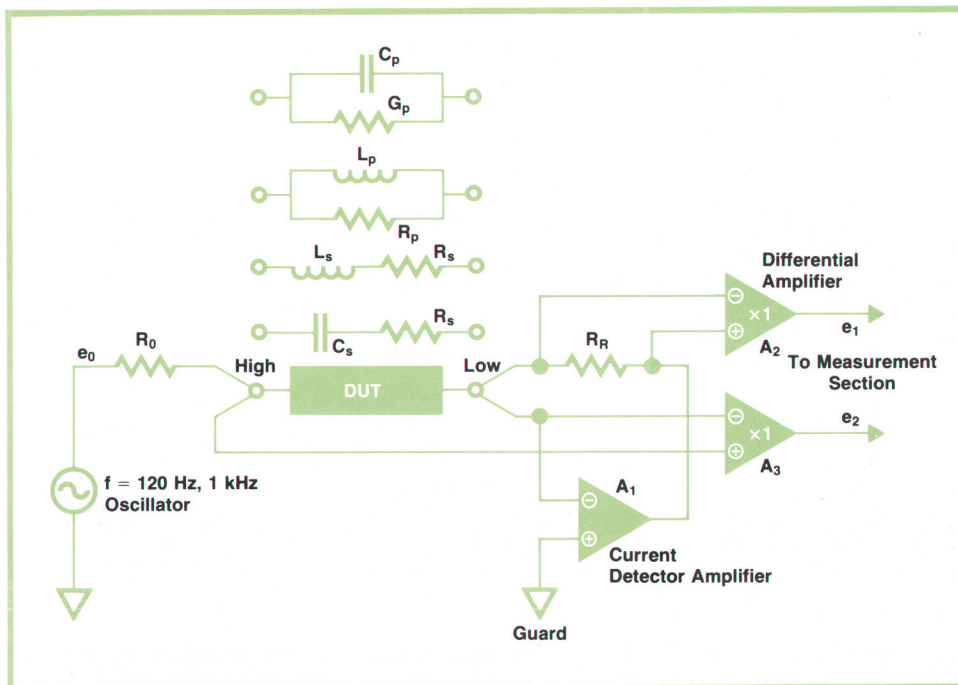 Cp
Gp
Lp
Rp
Ls Rs
Cs Rs
e0 R0
High
DUT
Low
RR
f = 120 Hz, 1 kHz
Oscillator
Differential
Amplifier
− ×1
+
A2
e1
To Measurement
Section
e2
− ×1
+
A3
A1
−
+
Current
Detector Amplifier
Guard